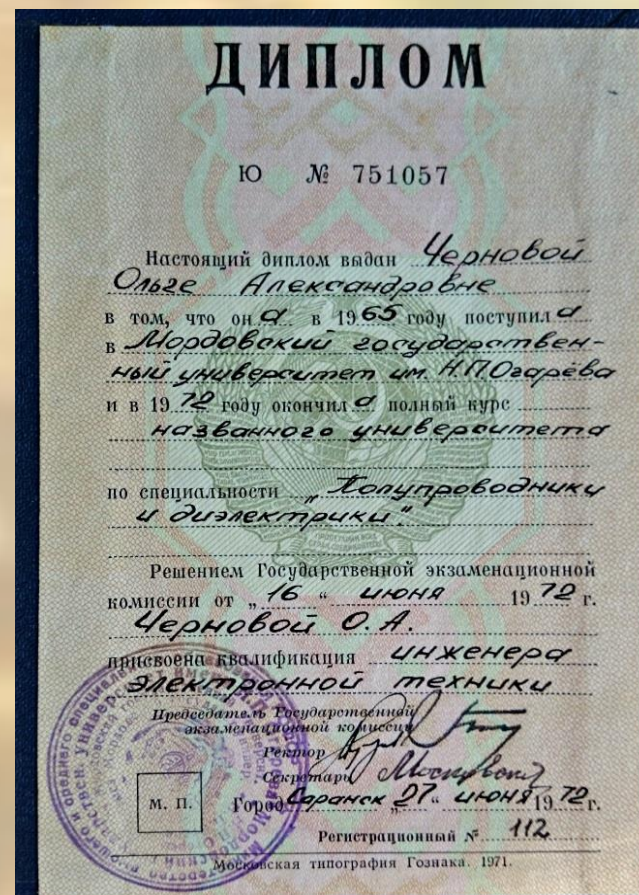 ДИПЛОМ
Ю № 751057
Настоящий диплом выдан Черновой
Ольге Александровне
в том, что она в 1965 году поступила
в Мордовский государствен-
ный университет им. Н.П.Огарёва
и в 1972 году окончила полный курс
названного университета
по специальности „Полупроводники
и диэлектрики"
Решением Государственной экзаменационной
комиссии от „16" июня 1972 г.
Черновой О.А.
присвоена квалификация инженера
электронной техники
Председатель Государственной
экзаменационной комиссии
Ректор
Секретарь
М. П.
Город Саранск „27" июня 1972 г.
Регистрационный № 112
Московская типография Гознака. 1971.